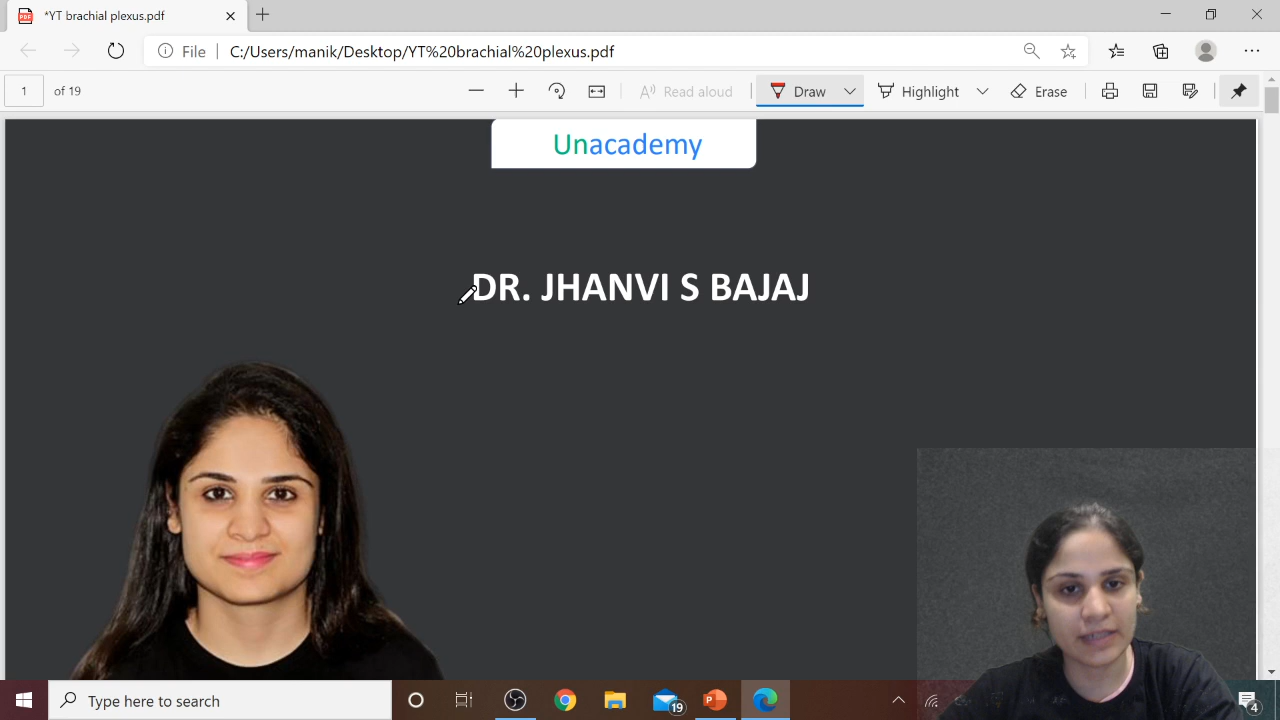 *YT brachial plexus.pdf
File
C:/Users/manik/Desktop/YT%20brachial%20plexus.pdf
1 of 19
Read aloud
Draw
Highlight
Erase
Unacademy
DR. JHANVI S BAJAJ
Type here to search
19
4